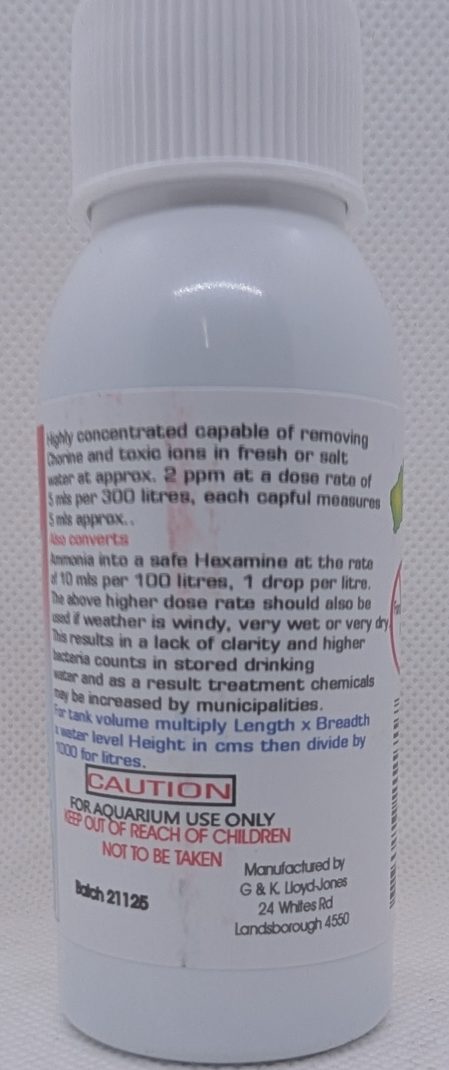 Highly concentrated capable of removing
Chorine and toxic ions in fresh or salt
water at approx. 2 ppm at a dose rate of
5 mls per 300 litres, each capful measures
5 mls approx..
Also converts
Ammonia into a safe Hexamine at the rate
of 10 mls per 100 litres, 1 drop per litre.
The above higher dose rate should also be
used if weather is windy, very wet or very dry
This results in a lack of clarity and higher
bacteria counts in stored drinking
water and as a result treatment chemicals
may be increased by municipalities.
For tank volume multiply Length x Breadth
x water level Height in cms then divide by
1000 for litres.
CAUTION
FOR AQUARIUM USE ONLY
KEEP OUT OF REACH OF CHILDREN
NOT TO BE TAKEN
Batch 21125
Manufactured by
G & K. Lloyd-Jones
24 Whites Rd
Landsborough 4550